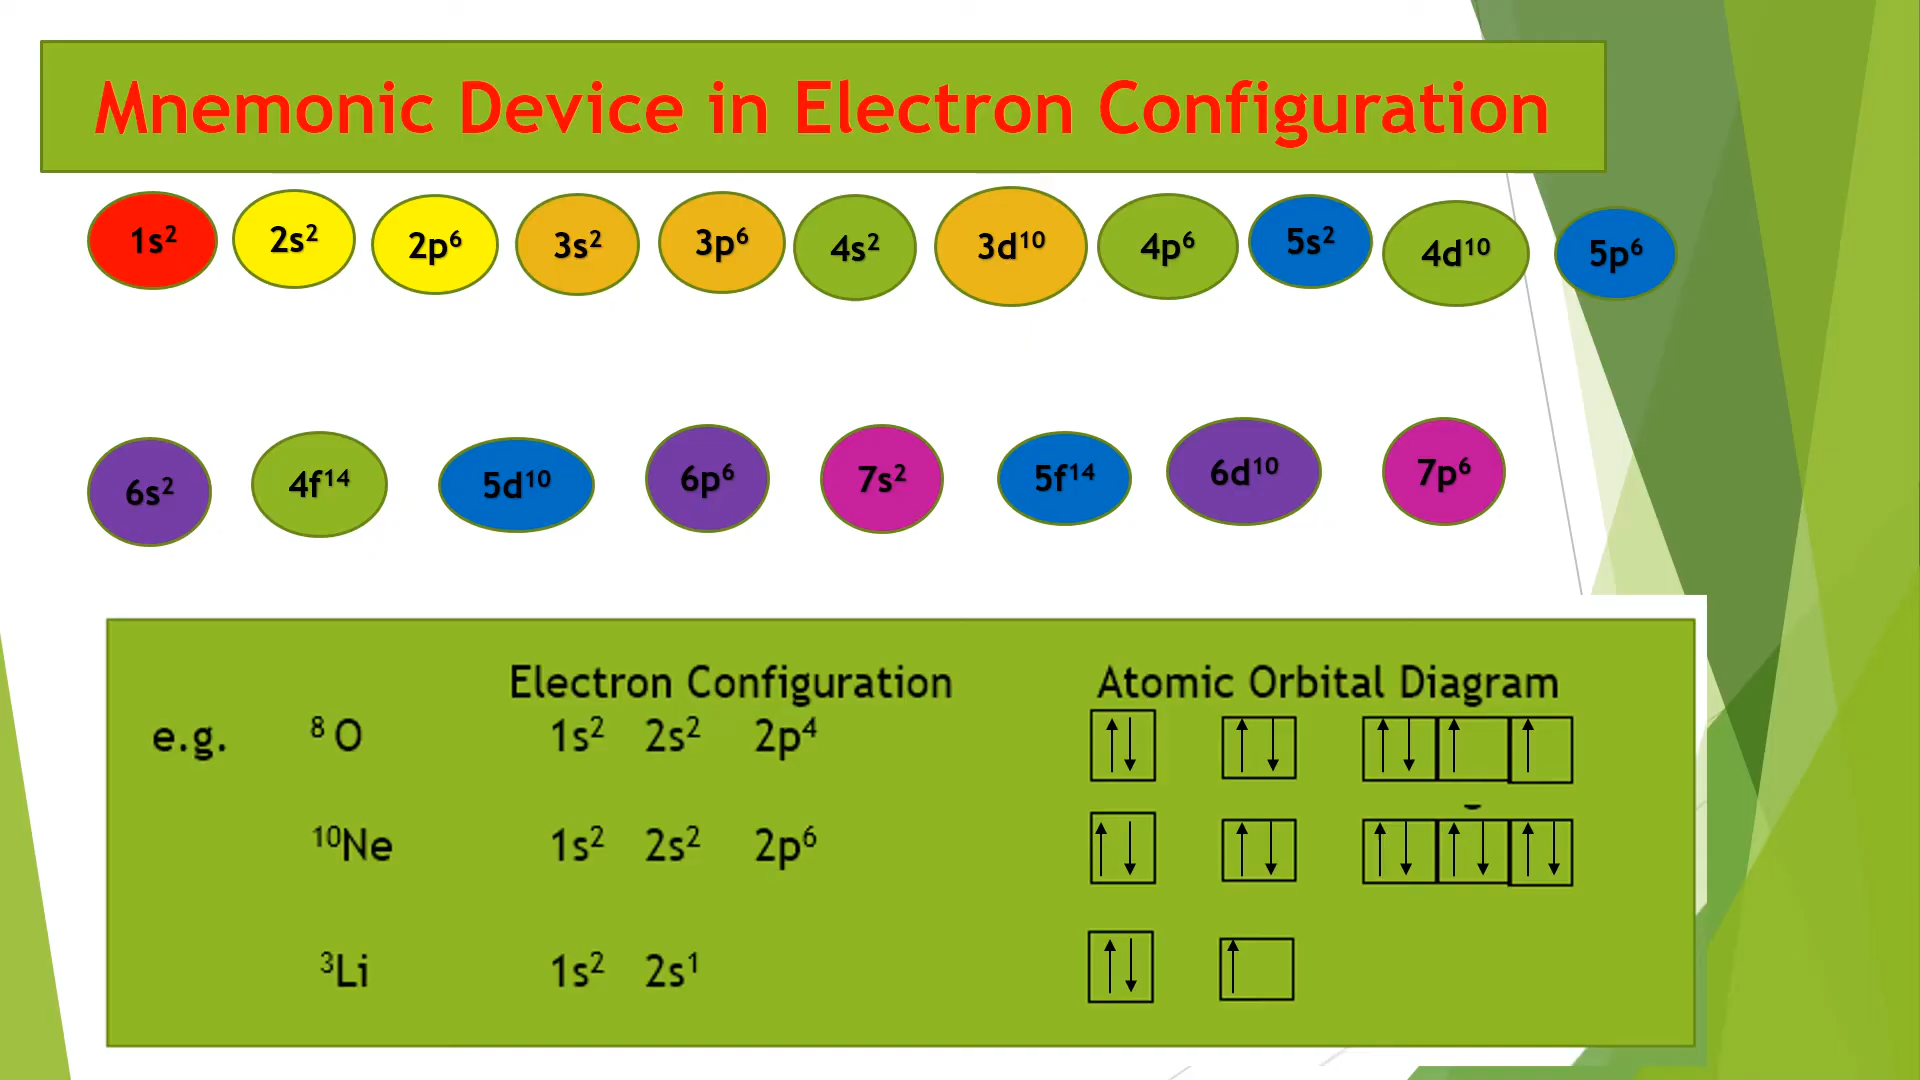 Mnemonic Device in Electron Configuration
1s² 2s² 2p⁶ 3s² 3p⁶ 4s² 3d¹⁰ 4p⁶ 5s² 4d¹⁰ 5p⁶
6s² 4f¹⁴ 5d¹⁰ 6p⁶ 7s² 5f¹⁴ 6d¹⁰ 7p⁶
Electron Configuration Atomic Orbital Diagram
e.g. ⁸ O 1s² 2s² 2p⁴
¹⁰Ne 1s² 2s² 2p⁶
³Li 1s² 2s¹